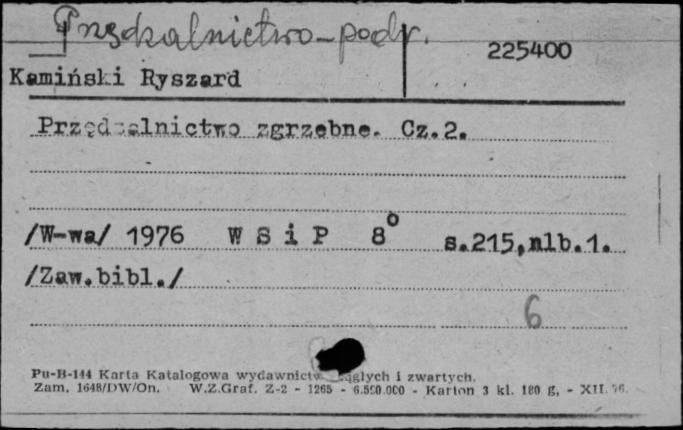 Przędzalnictwo-podr.
225400
Kamiński Ryszard
Przędzalnictwo zgrzebne. Cz.2.
/W-wa/ 1976 W S i P 8° s.215,nlb.1.
/Zaw.bibl./
6
Pu-B-144 Karta Katalogowa wydawnictw ciągłych i zwartych.
Zam. 1648/DW/On. W.Z.Graf. Z-2 - 1265 - 6.500.000 - Karton 3 kl. 180 g, - XII.76.